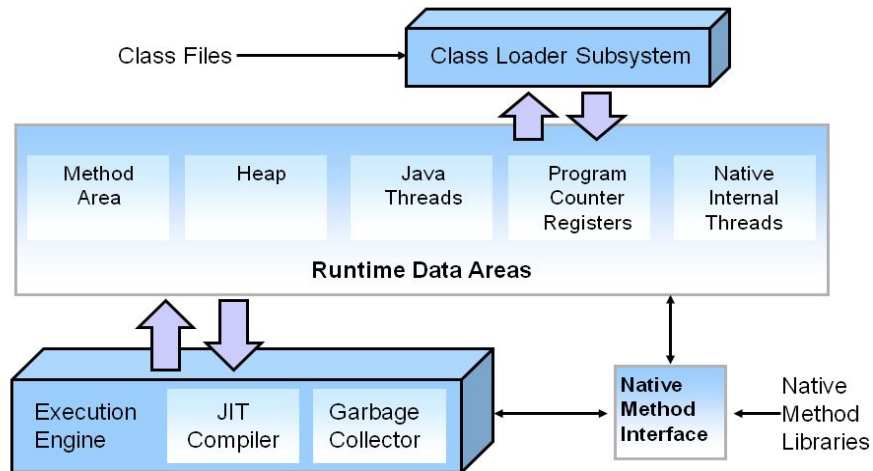 Class Files
Class Loader Subsystem
Method
Area
Heap
Java
Threads
Program
Counter
Registers
Native
Internal
Threads
Runtime Data Areas
Execution
Engine
JIT
Compiler
Garbage
Collector
Native
Method
Interface
Native
Method
Libraries